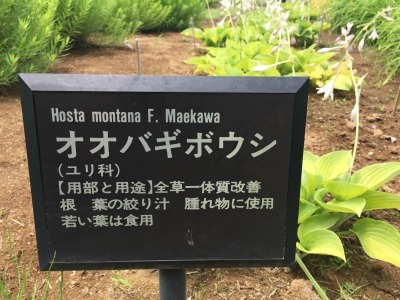 Hosta montana F. Maekawa
オオバギボウシ
(ユリ科)
【用部と用途】全草一体質改善
根 葉の絞り汁 腫れ物に使用
若い葉は食用